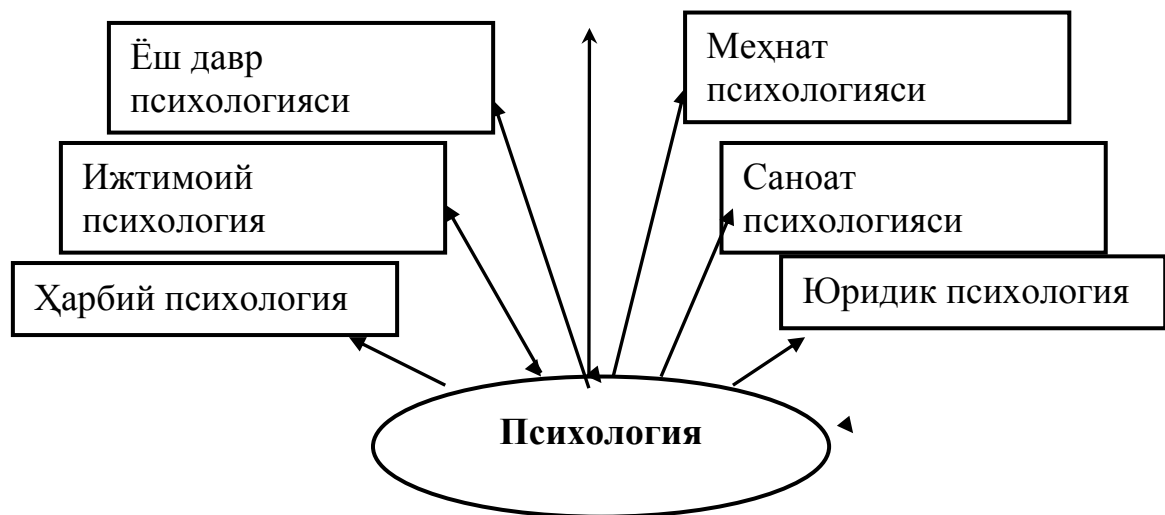 Ёш давр
психологияси
Меҳнат
психологияси
Ижтимоий
психология
Саноат
психологияси
Ҳарбий психология
Юридик психология
Психология